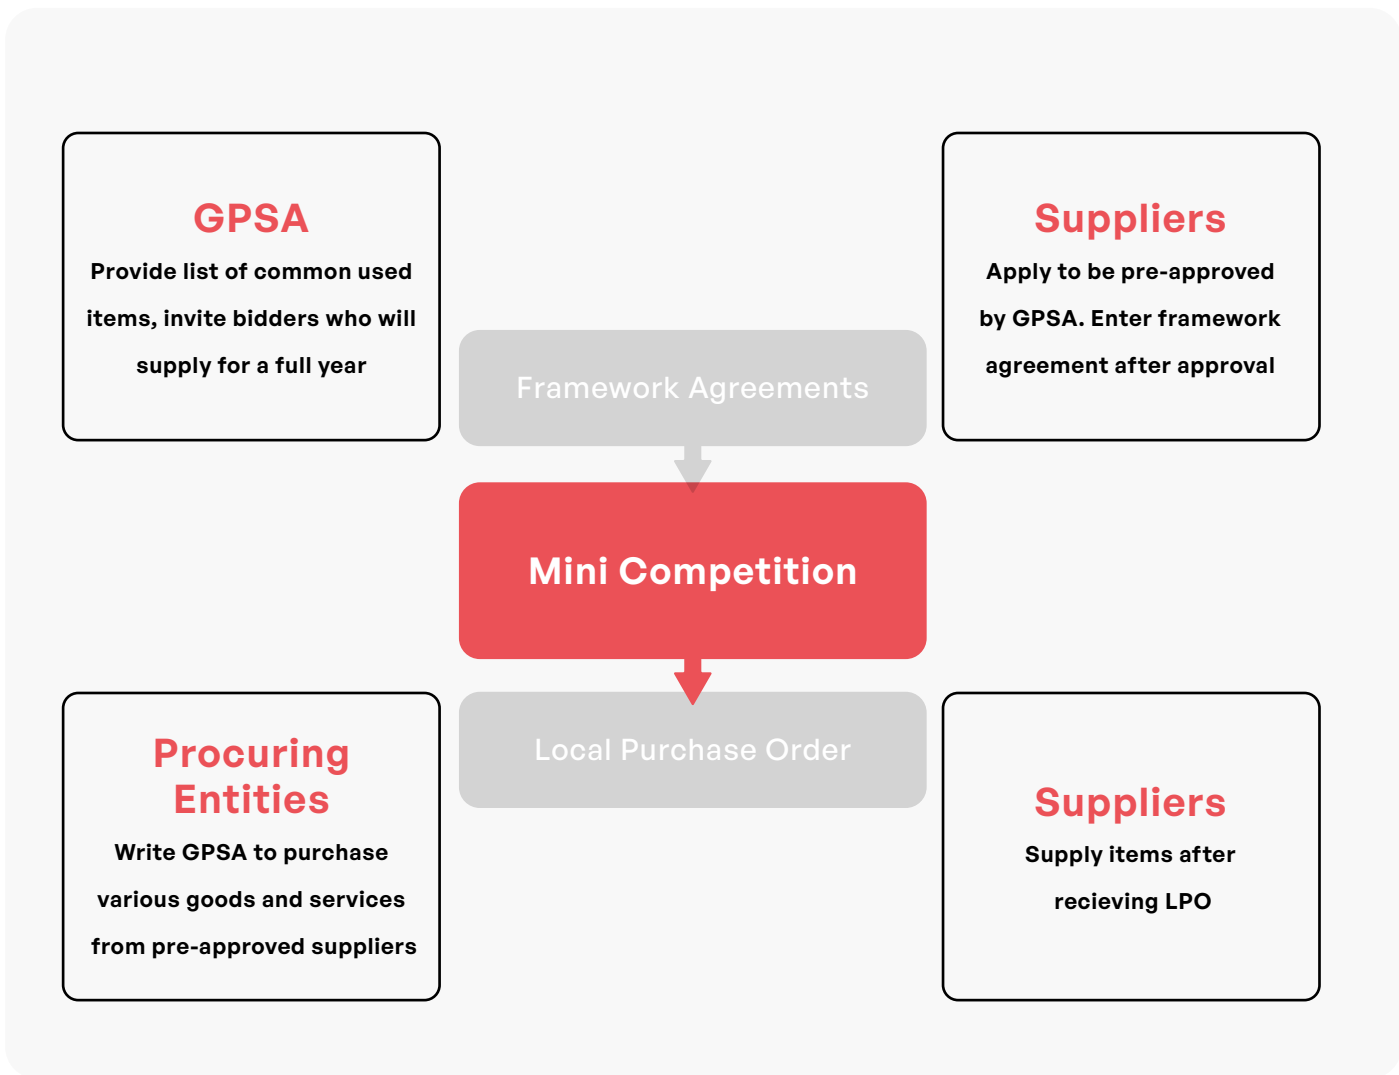 GPSA
Provide list of common used
items, invite bidders who will
supply for a full year
Suppliers
Apply to be pre-approved
by GPSA. Enter framework
agreement after approval
Framework Agreements
Mini Competition
Local Purchase Order
Procuring
Entities
Write GPSA to purchase
various goods and services
from pre-approved suppliers
Suppliers
Supply items after
recieving LPO